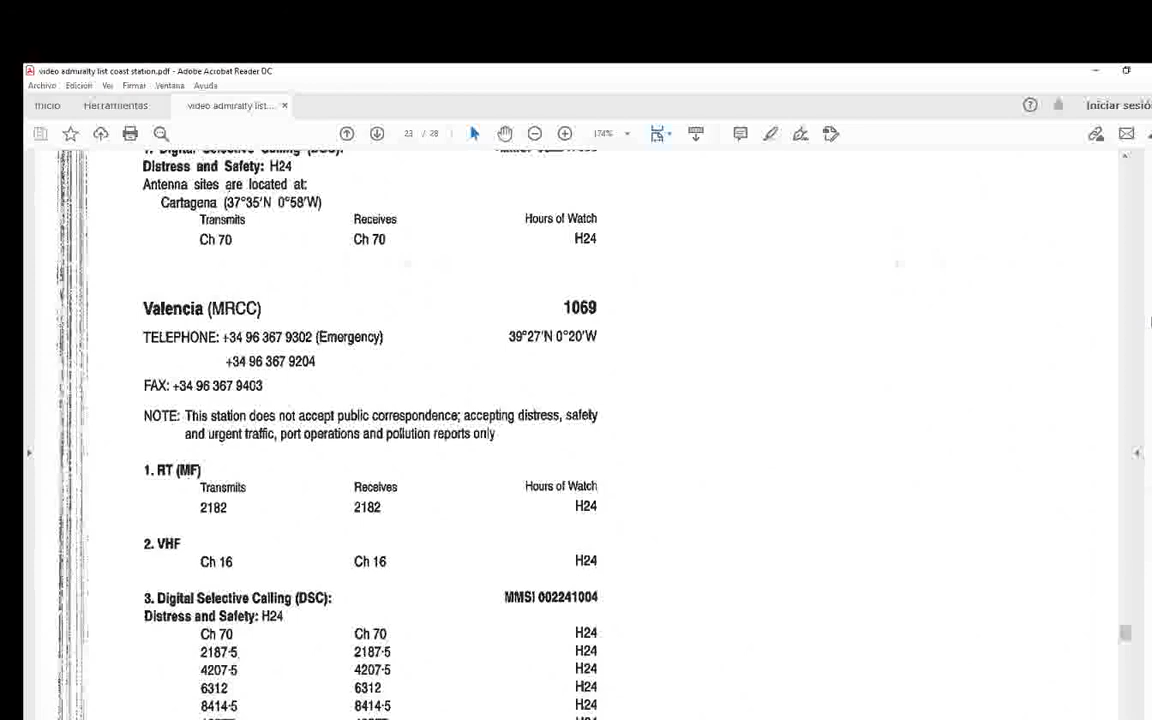 video admiralty list coast station.pdf - Adobe Acrobat Reader DC
Archivo Edición Ver Firmar Ventana Ayuda
Inicio Herramientas video admiralty list... × Iniciar sesió
23 / 28 174%
1. Digital Selective Calling (DSC):
Distress and Safety: H24
Antenna sites are located at:
Cartagena (37°35'N 0°58'W)
Transmits Receives Hours of Watch
Ch 70 Ch 70 H24
Valencia (MRCC) 1069
TELEPHONE: +34 96 367 9302 (Emergency) 39°27'N 0°20'W
+34 96 367 9204
FAX: +34 96 367 9403
NOTE: This station does not accept public correspondence; accepting distress, safety
and urgent traffic, port operations and pollution reports only
1. RT (MF)
Transmits Receives Hours of Watch
2182 2182 H24
2. VHF
Ch 16 Ch 16 H24
3. Digital Selective Calling (DSC): MMSI 002241004
Distress and Safety: H24
Ch 70 Ch 70 H24
2187·5 2187·5 H24
4207·5 4207·5 H24
6312 6312 H24
8414·5 8414·5 H24